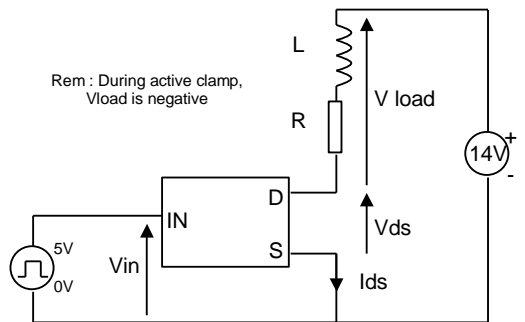 L
Rem : During active clamp,
Vload is negative
V load
R
14V
+
-
D
IN
Vds
S
5V
0V
Vin
Ids